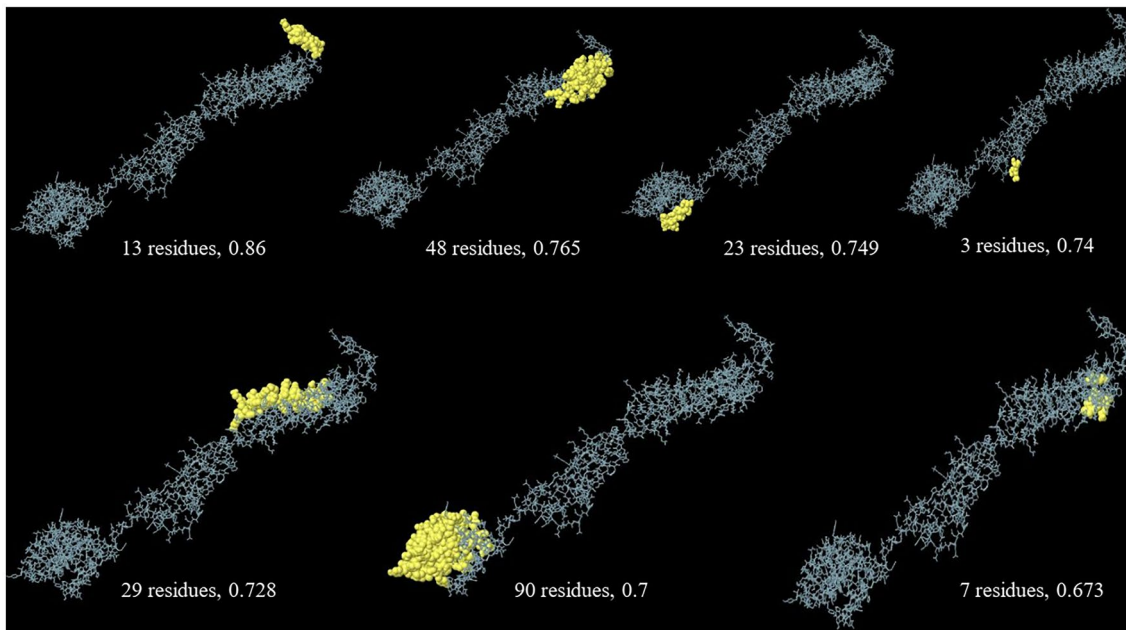 13 residues, 0.86
48 residues, 0.765
23 residues, 0.749
3 residues, 0.74
29 residues, 0.728
90 residues, 0.7
7 residues, 0.673